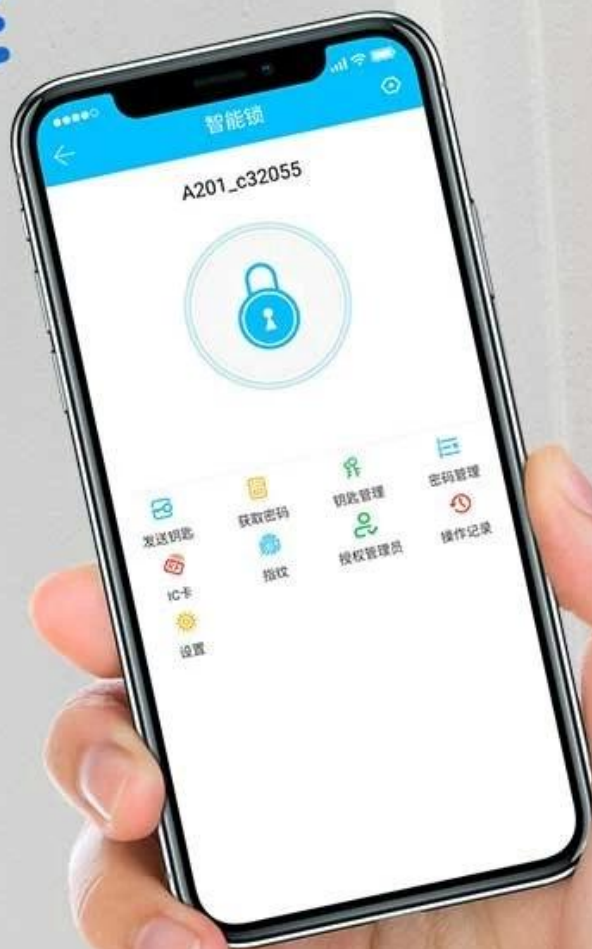 智能锁
A201_c32055
发送钥匙 获取密码 钥匙管理 密码管理
IC卡 指纹 授权管理员 操作记录
设置